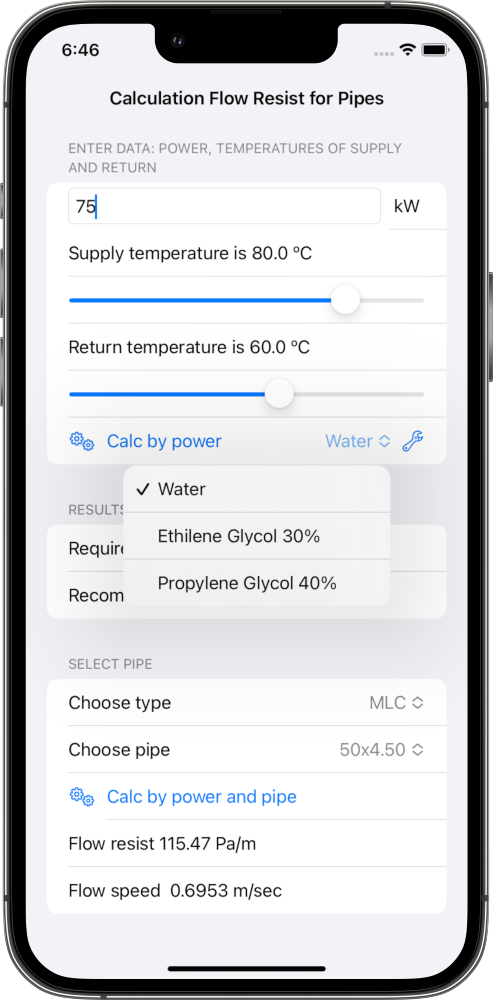 6:46
Calculation Flow Resist for Pipes
ENTER DATA: POWER, TEMPERATURES OF SUPPLY
AND RETURN
75 kW
Supply temperature is 80.0 ºC
Return temperature is 60.0 ºC
Calc by power Water
Water
RESULTS
Ethilene Glycol 30%
Propylene Glycol 40%
SELECT PIPE
Choose type MLC
Choose pipe 50x4.50
Calc by power and pipe
Flow resist 115.47 Pa/m
Flow speed 0.6953 m/sec